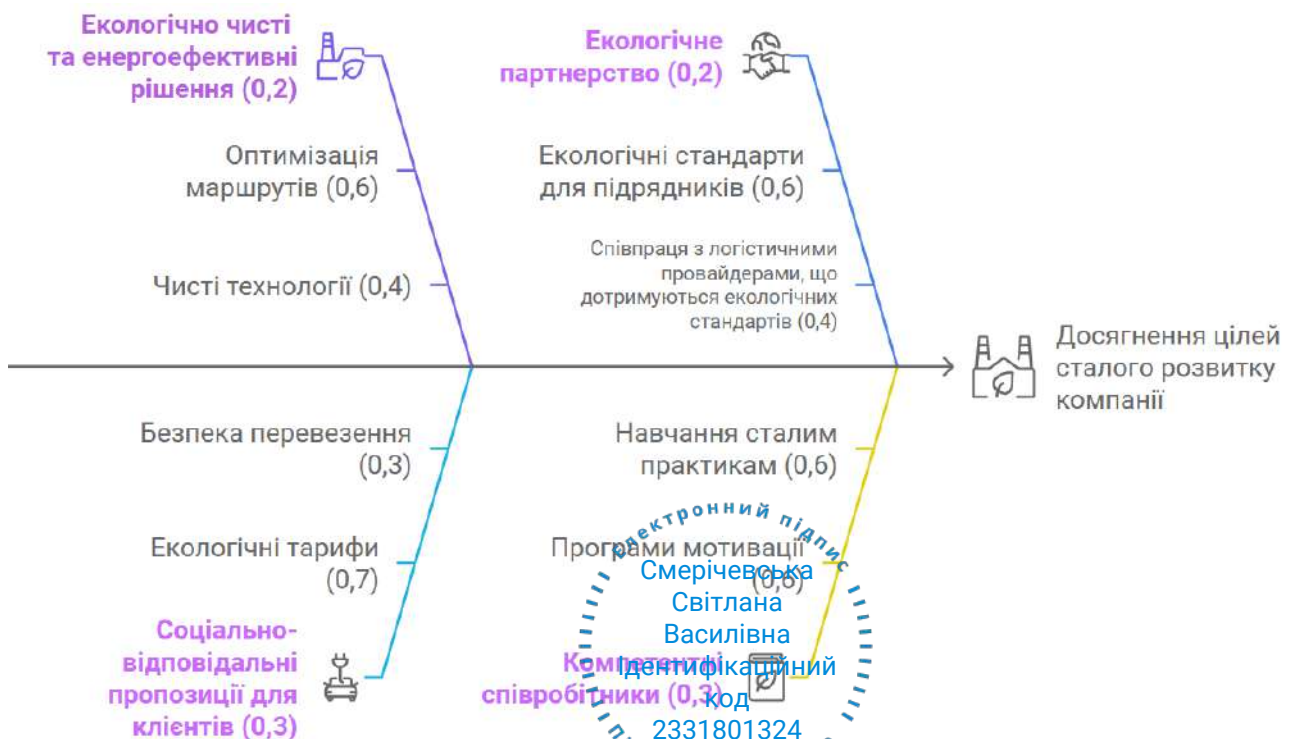 Екологічно чисті
та енергоефективні
рішення (0,2)
Екологічне
партнерство (0,2)
Оптимізація
маршрутів (0,6)
Екологічні стандарти
для підрядників (0,6)
Чисті технології (0,4)
Співпраця з логістичними
провайдерами, що
дотримуються екологічних
стандартів (0,4)
Досягнення цілей
сталого розвитку
компанії
Безпека перевезення
(0,3)
Навчання сталим
практикам (0,6)
Екологічні тарифи
(0,7)
Програми мотивації
(0,6)
Соціально-
відповідальні
пропозиції для
клієнтів (0,3)
Компетентні
співробітники (0,3)
Електронний підпис
Смерічевська
Світлана
Василівна
Ідентифікаційний
код
2331801324